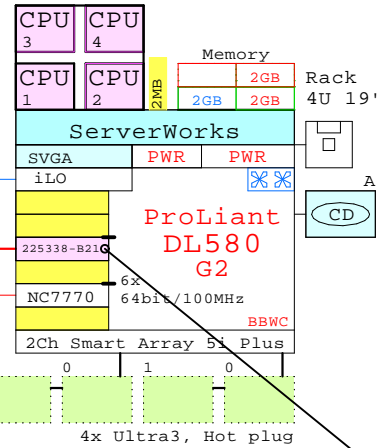 CPU 3
CPU 4
CPU 1
CPU 2
2MB
Memory
2GB
2GB 2GB
Rack
4U 19'
ServerWorks
SVGA PWR PWR
iLO
A
CD
ProLiant
DL580
G2
225338-B21
6x
64bit/100MHz
NC7770
BBWC
2Ch Smart Array 5i Plus
0 1 0
4x Ultra3, Hot plug